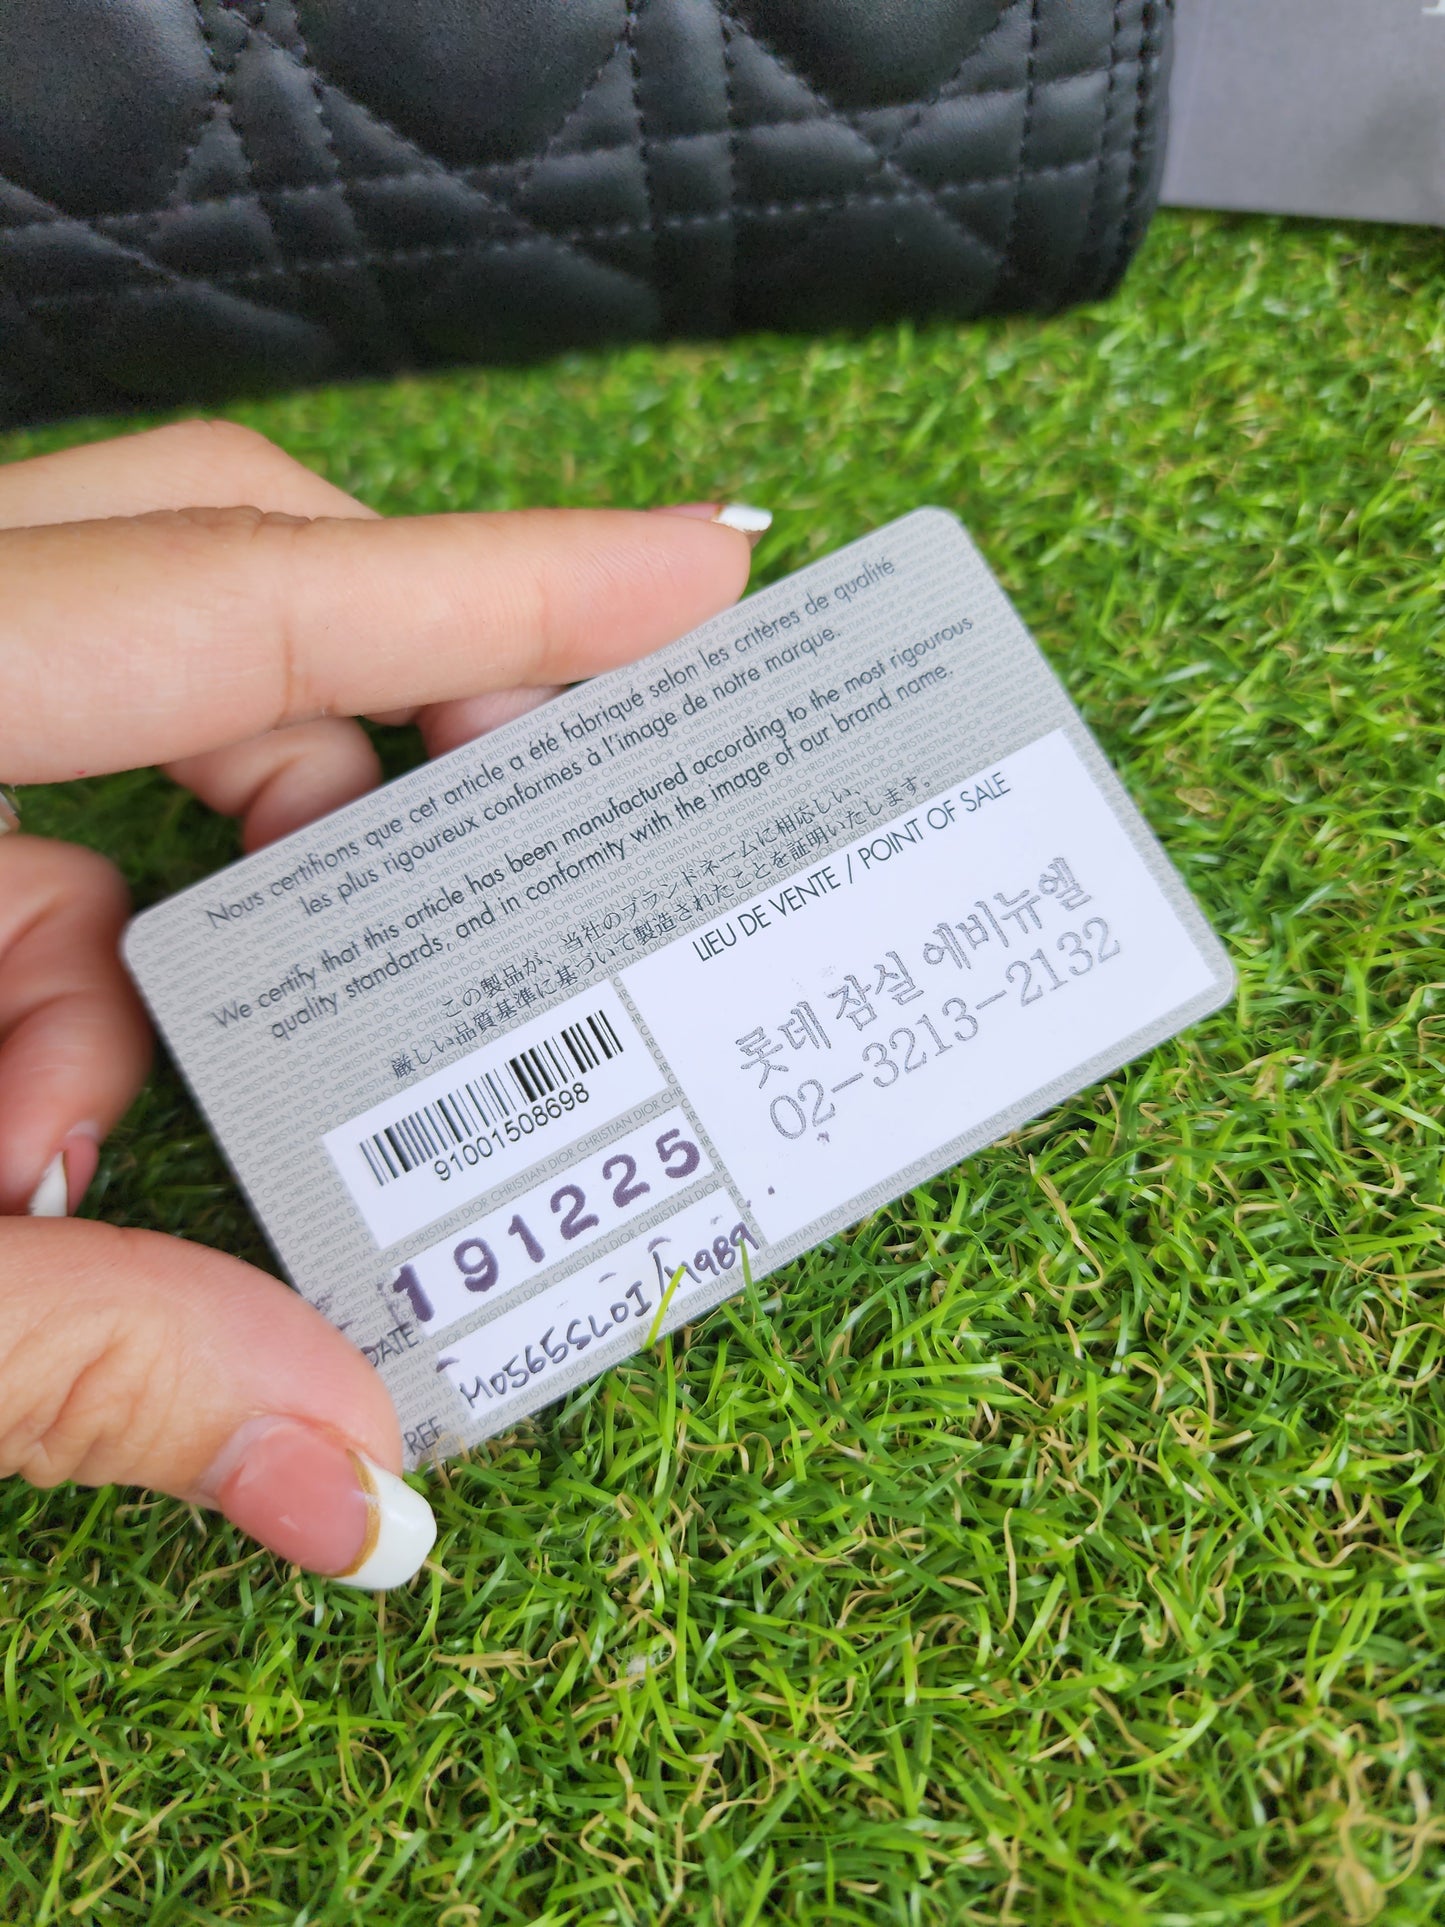 Nous certifions que cet article a été fabriqué selon les critères de qualité
les plus rigoureux conformes à l'image de notre marque.
We certify that this article has been manufactured according to the most rigourous
quality standards, and in conformity with the image of our brand name.
この製品が、当社のブランドネームに相応しい、
厳しい品質基準に基づいて製造されたことを証明いたします。
LIEU DE VENTE / POINT OF SALE
롯데 잠실 에비뉴엘
02-3213-2132
91001508698
191225
DATE
M0565SLOI/M989
REF